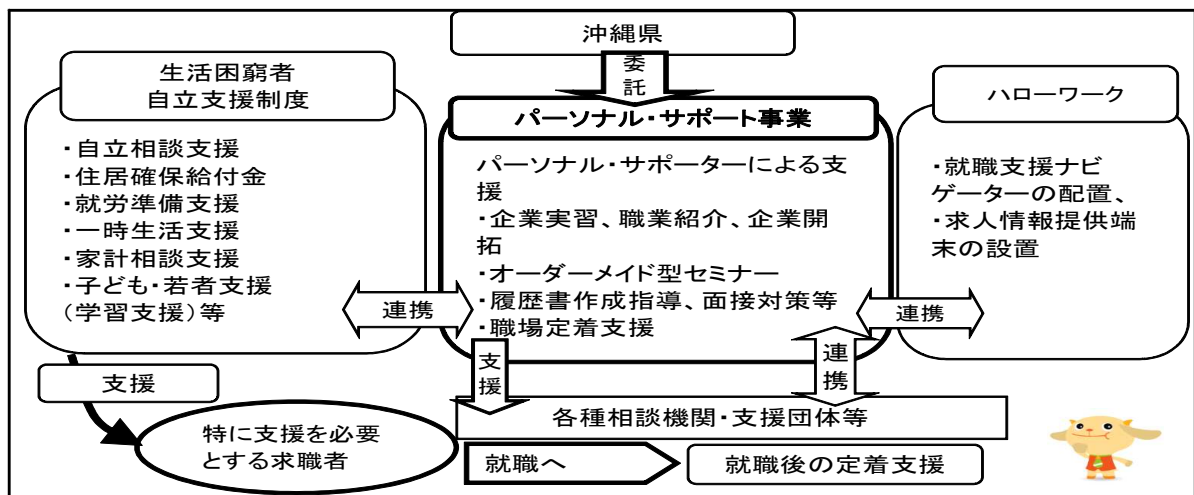 沖縄県
委託
生活困窮者
自立支援制度
・自立相談支援
・住居確保給付金
・就労準備支援
・一時生活支援
・家計相談支援
・子ども・若者支援
(学習支援)等
連携
パーソナル・サポート事業
パーソナル・サポーターによる支
援
・企業実習、職業紹介、企業開
拓
・オーダーメイド型セミナー
・履歴書作成指導、面接対策等
・職場定着支援
連携
ハローワーク
・就職支援ナビ
ゲーターの配置、
・求人情報提供端
末の設置
支援
支援
連携
各種相談機関・支援団体等
特に支援を必要
とする求職者
就職へ
就職後の定着支援